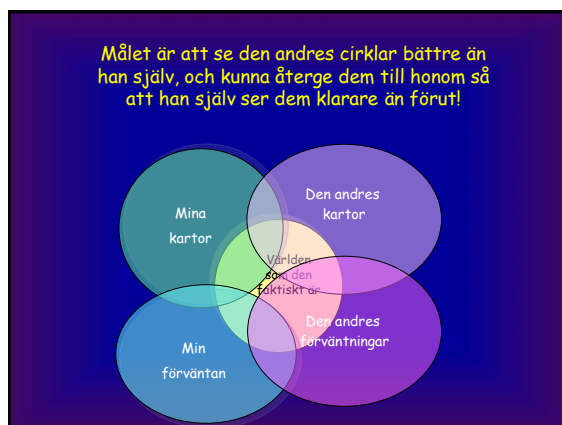 Målet är att se den andres cirklar bättre än
han själv, och kunna återge dem till honom så
att han själv ser dem klarare än förut!
Mina
kartor
Den andres
kartor
Världen
som den
faktiskt är
Min
förväntan
Den andres
förväntningar